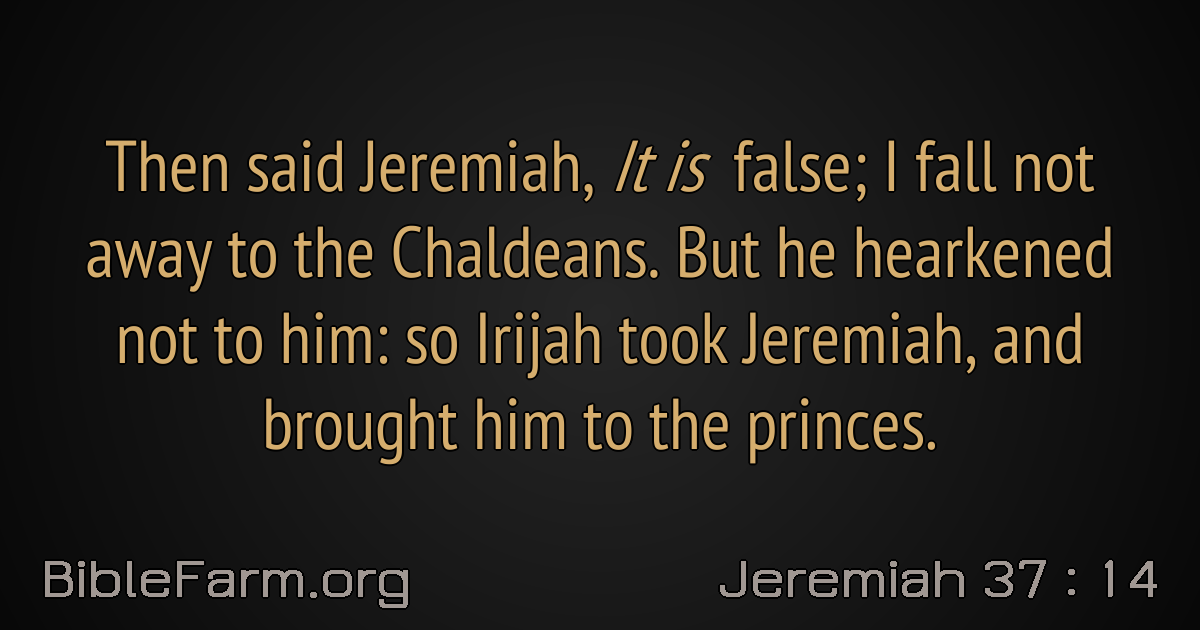 Then said Jeremiah, It is false; I fall not
away to the Chaldeans. But he hearkened
not to him: so Irijah took Jeremiah, and
brought him to the princes.
BibleFarm.org
Jeremiah 37 : 14